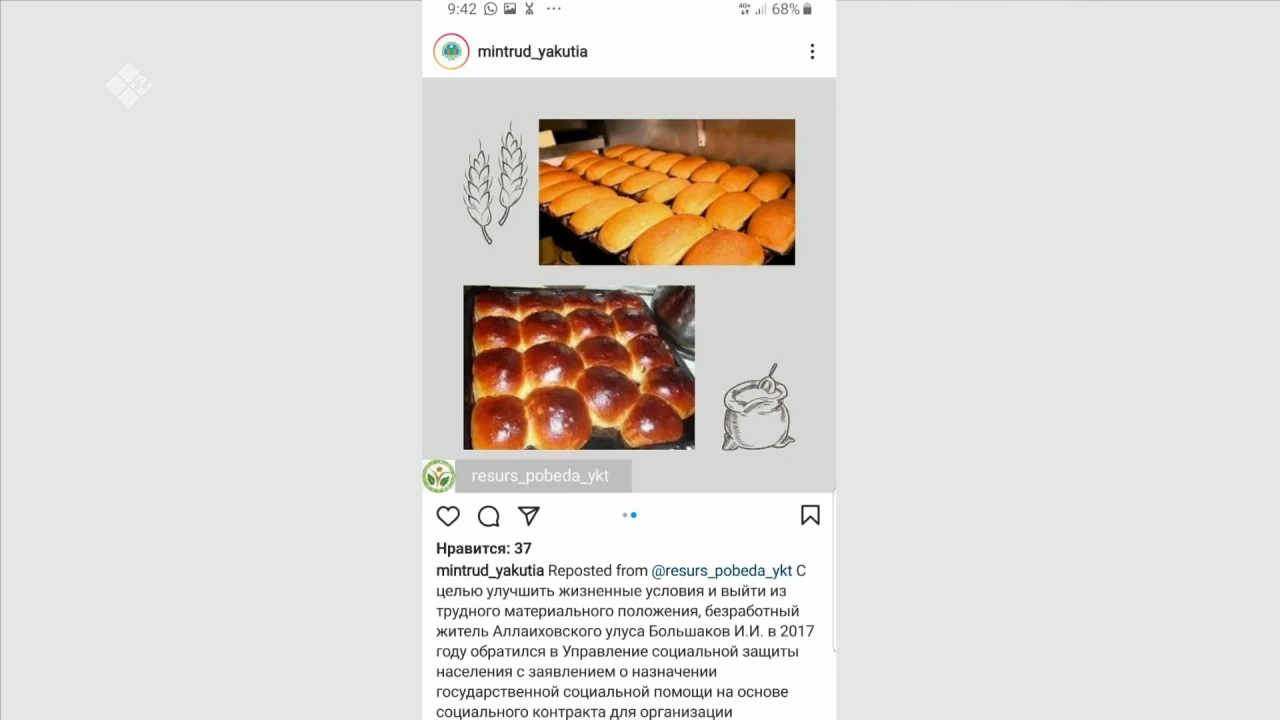 9:42
4G+ 68%
mintrud_yakutia
24
resurs_pobeda_ykt
Нравится: 37
mintrud_yakutia Reposted from @resurs_pobeda_ykt С
целью улучшить жизненные условия и выйти из
трудного материального положения, безработный
житель Аллаиховского улуса Большаков И.И. в 2017
году обратился в Управление социальной защиты
населения с заявлением о назначении
государственной социальной помощи на основе
социального контракта для организации